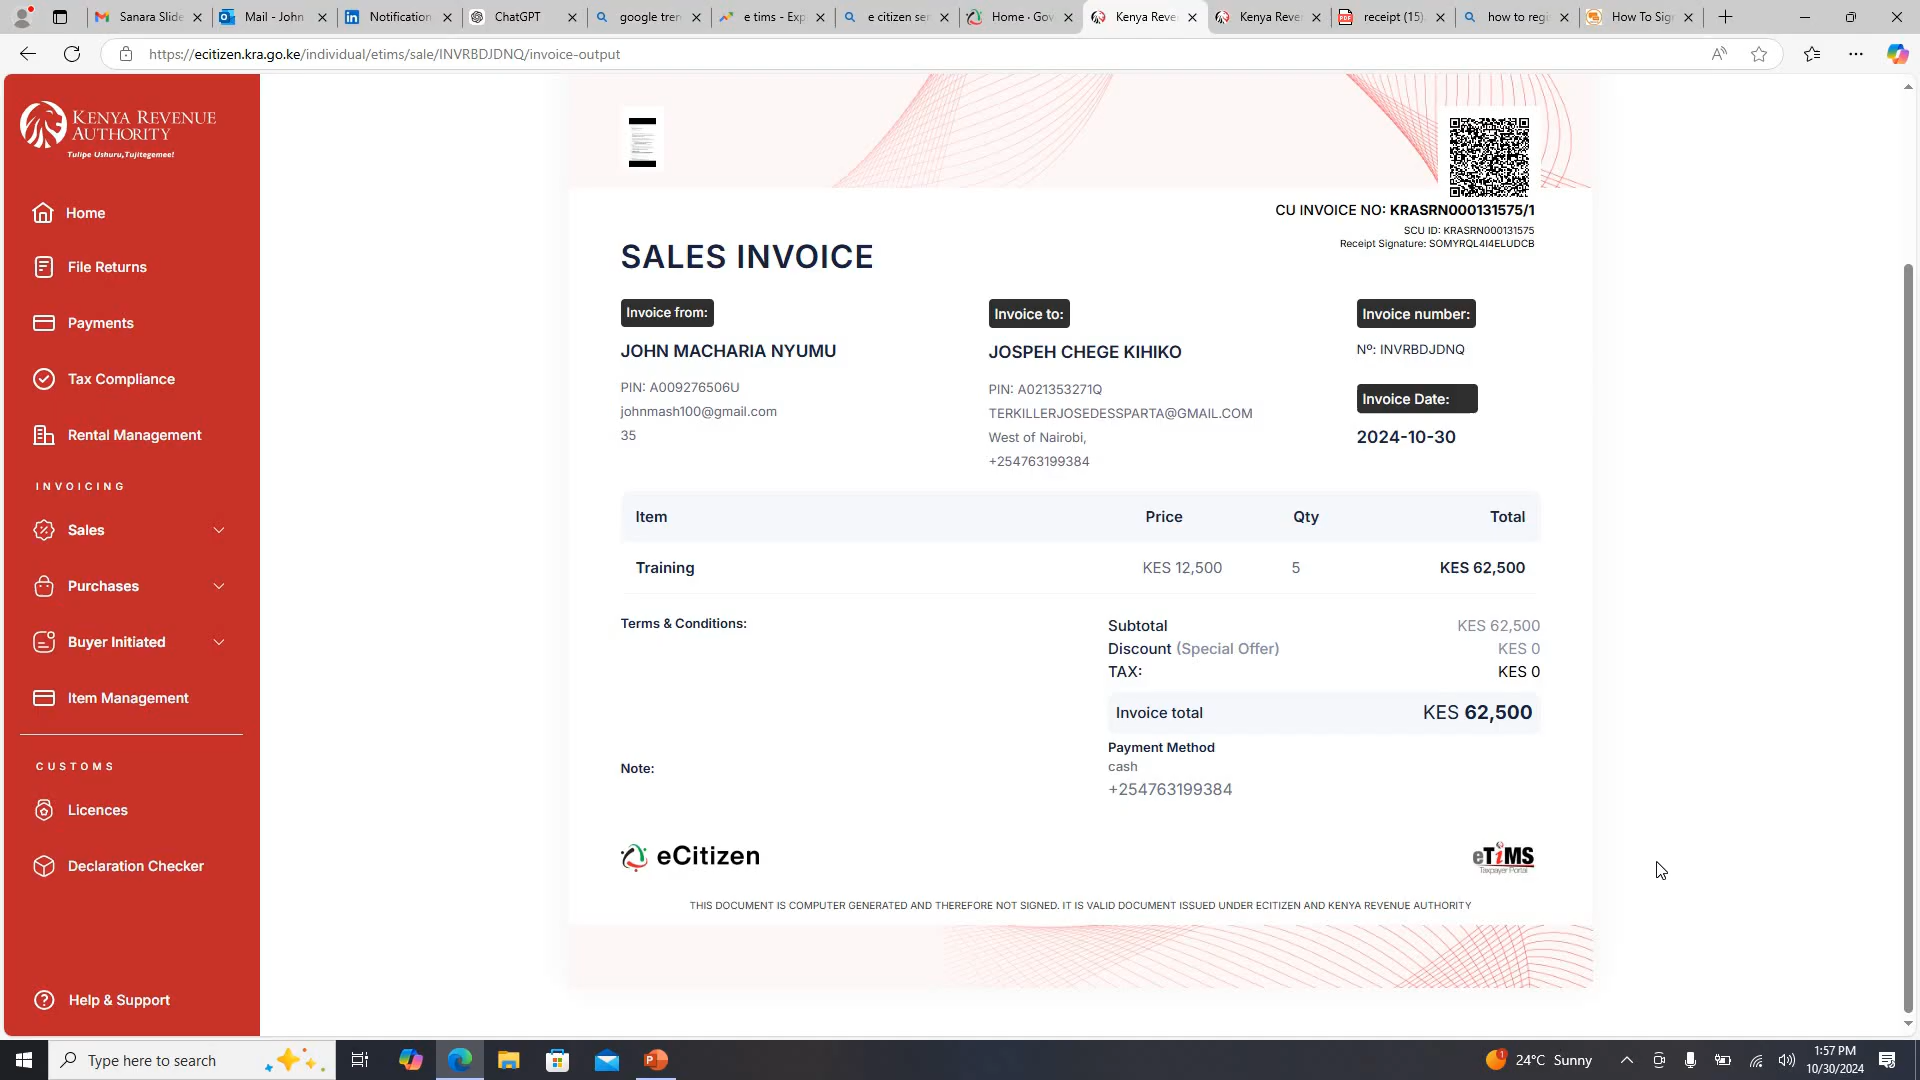 Sanara Slide
Mail - John
Notification
ChatGPT
google tren
e tims - Exp
e citizen ser
Home · Gov
Kenya Reve
Kenya Reve
receipt (15)
how to regi
How To Sig
https://ecitizen.kra.go.ke/individual/etims/sale/INVRBDJDNQ/invoice-output
KENYA REVENUE
AUTHORITY
Tulipe Ushuru, Tujitegemee!
Home
File Returns
Payments
Tax Compliance
Rental Management
INVOICING
Sales
Purchases
Buyer Initiated
Item Management
CUSTOMS
Licences
Declaration Checker
Help & Support
CU INVOICE NO: KRASRN000131575/1
SCU ID: KRASRN000131575
Receipt Signature: SOMYRQL4I4ELUDCB
SALES INVOICE
Invoice from:
JOHN MACHARIA NYUMU
PIN: A009276506U
johnmash100@gmail.com
35
Invoice to:
JOSPEH CHEGE KIHIKO
PIN: A021353271Q
TERKILLERJOSEDESSPARTA@GMAIL.COM
West of Nairobi,
+254763199384
Invoice number:
Nº: INVRBDJDNQ
Invoice Date:
2024-10-30
Item Price Qty Total
Training KES 12,500 5 KES 62,500
Terms & Conditions:
Subtotal KES 62,500
Discount (Special Offer) KES 0
TAX: KES 0
Invoice total KES 62,500
Payment Method
cash
+254763199384
Note:
eCitizen
eTiMS
Taxpayer Portal
THIS DOCUMENT IS COMPUTER GENERATED AND THEREFORE NOT SIGNED. IT IS VALID DOCUMENT ISSUED UNDER ECITIZEN AND KENYA REVENUE AUTHORITY
Type here to search
24°C Sunny
1:57 PM
10/30/2024